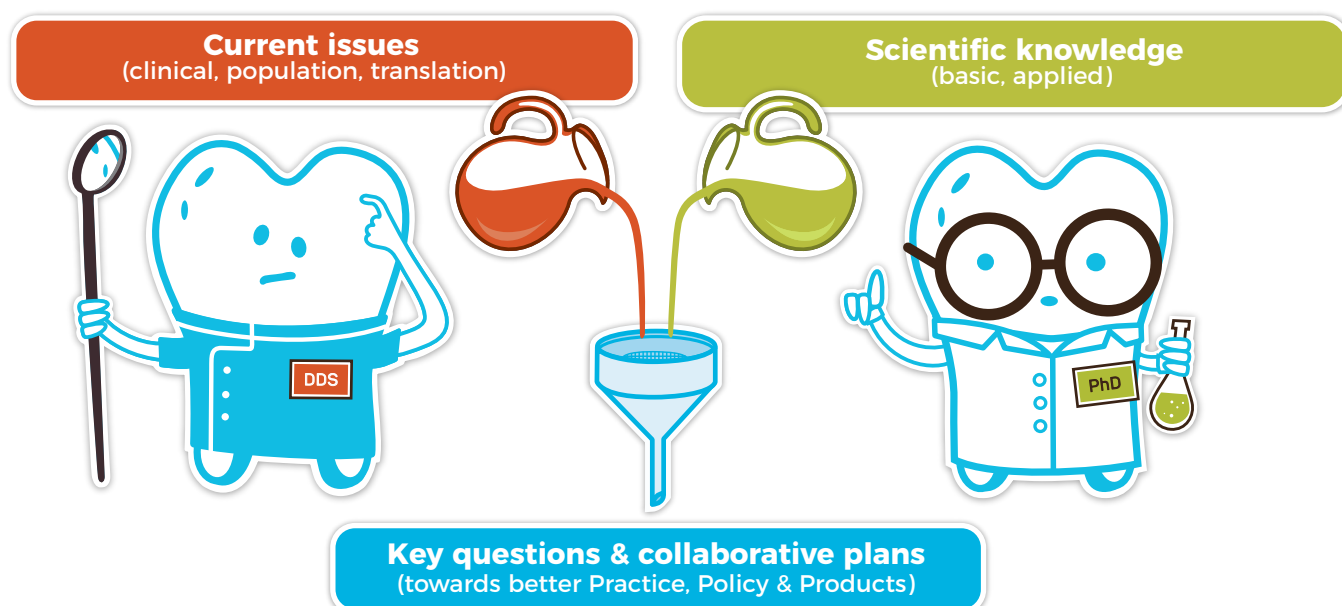 Current issues
(clinical, population, translation)
Scientific knowledge
(basic, applied)
DDS
PhD
Key questions & collaborative plans
(towards better Practice, Policy & Products)